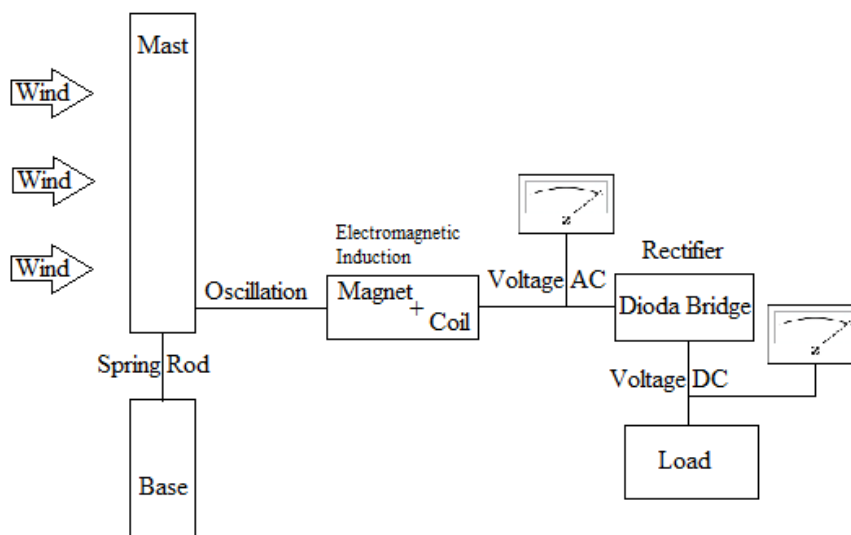 Mast
Wind
Wind
Wind
Electromagnetic
Induction
Rectifier
Oscillation
Magnet
+
Coil
Voltage AC
Dioda Bridge
Spring Rod
Voltage DC
Load
Base